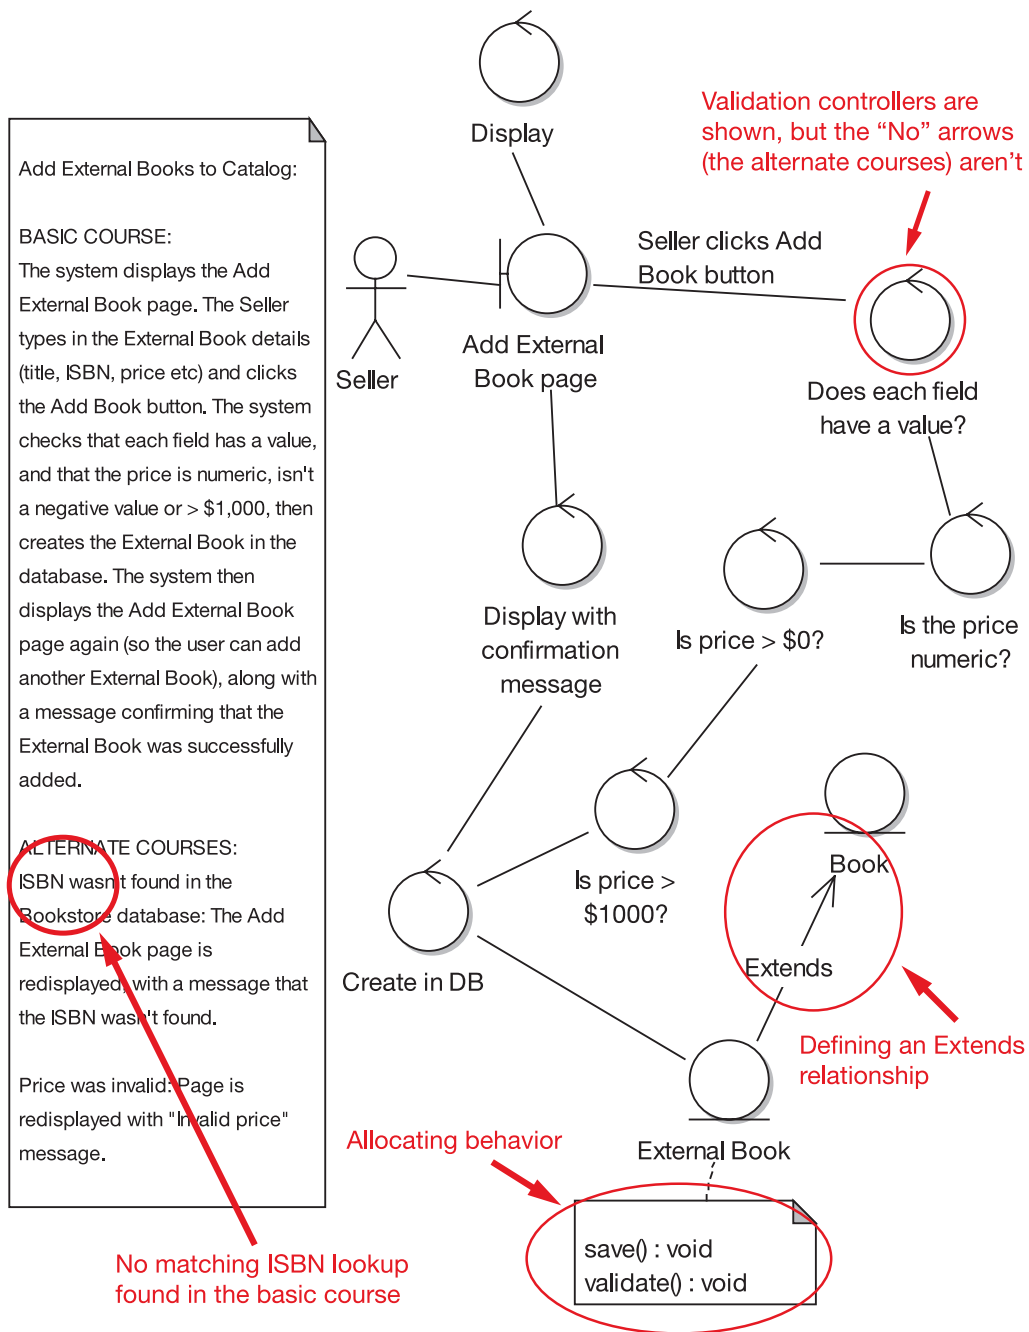 Display
Validation controllers are
shown, but the “No” arrows
(the alternate courses) aren’t
Add External Books to Catalog:
BASIC COURSE:
The system displays the Add
External Book page. The Seller
types in the External Book details
(title, ISBN, price etc) and clicks
the Add Book button. The system
checks that each field has a value,
and that the price is numeric, isn't
a negative value or > $1,000, then
creates the External Book in the
database. The system then
displays the Add External Book
page again (so the user can add
another External Book), along with
a message confirming that the
External Book was successfully
added.
ALTERNATE COURSES:
ISBN wasn't found in the
Bookstore database: The Add
External Book page is
redisplayed, with a message that
the ISBN wasn't found.
Price was invalid: Page is
redisplayed with "Invalid price"
message.
Seller
Add External
Book page
Seller clicks Add
Book button
Does each field
have a value?
Display with
confirmation
message
Is price > $0?
Is the price
numeric?
Is price >
$1000?
Book
Extends
Create in DB
Defining an Extends
relationship
Allocating behavior
External Book
save() : void
validate() : void
No matching ISBN lookup
found in the basic course